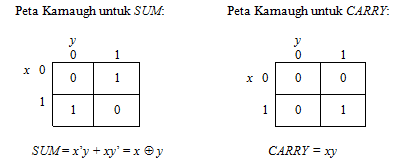 Peta Karnaugh untuk SUM:
y
0 1
x 0 0 1
1 1 0
SUM = x'y + xy' = x ⊕ y
Peta Karnaugh untuk CARRY:
y
0 1
x 0 0 0
1 0 1
CARRY = xy